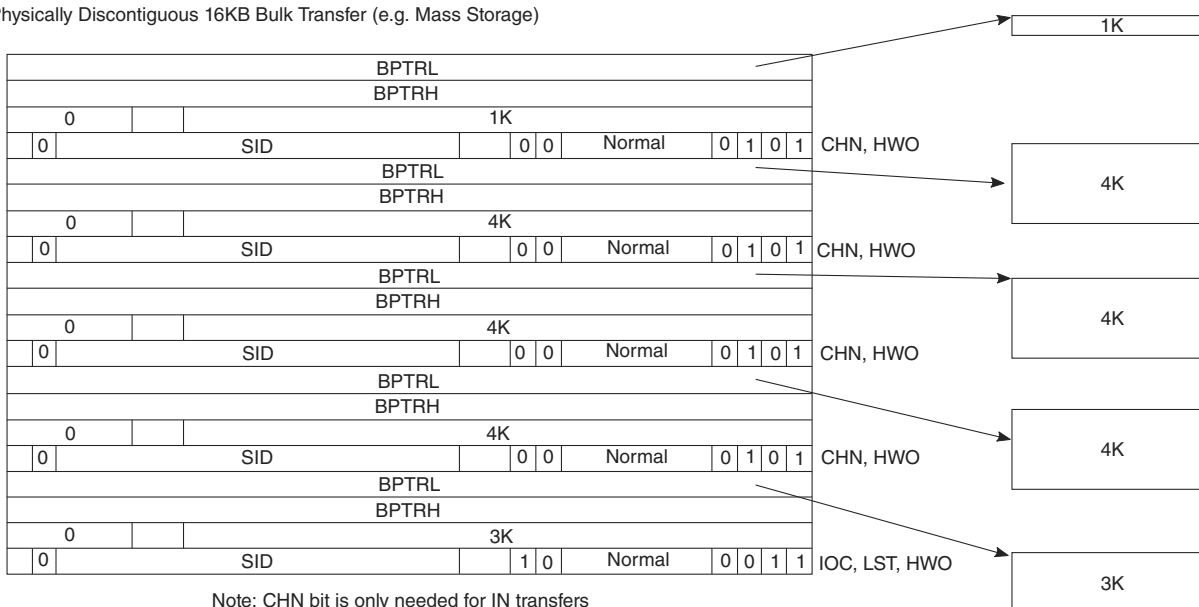 Physically Discontiguous 16KB Bulk Transfer (e.g. Mass Storage)
1K
BPTRL
BPTRH
0 1K
0 SID 0 0 Normal 0 1 0 1 CHN, HWO
BPTRL
4K
BPTRH
0 4K
0 SID 0 0 Normal 0 1 0 1 CHN, HWO
BPTRL
BPTRH
4K
0 4K
0 SID 0 0 Normal 0 1 0 1 CHN, HWO
BPTRL
BPTRH
0 4K
4K
0 SID 0 0 Normal 0 1 0 1 CHN, HWO
BPTRL
BPTRH
0 3K
0 SID 1 0 Normal 0 0 1 1 IOC, LST, HWO
3K
Note: CHN bit is only needed for IN transfers